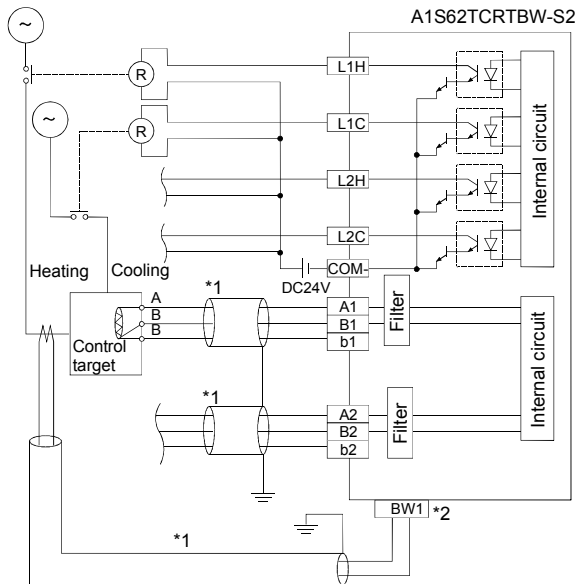 A1S62TCRTBW-S2
~
L1H
R
~
L1C
R
L2H
Internal circuit
L2C
Heating
Cooling
COM-
DC24V
*1
A
A1
B
B1
Filter
B
b1
Control
target
Internal circuit
*1
A2
B2
Filter
b2
BW1
*2
*1